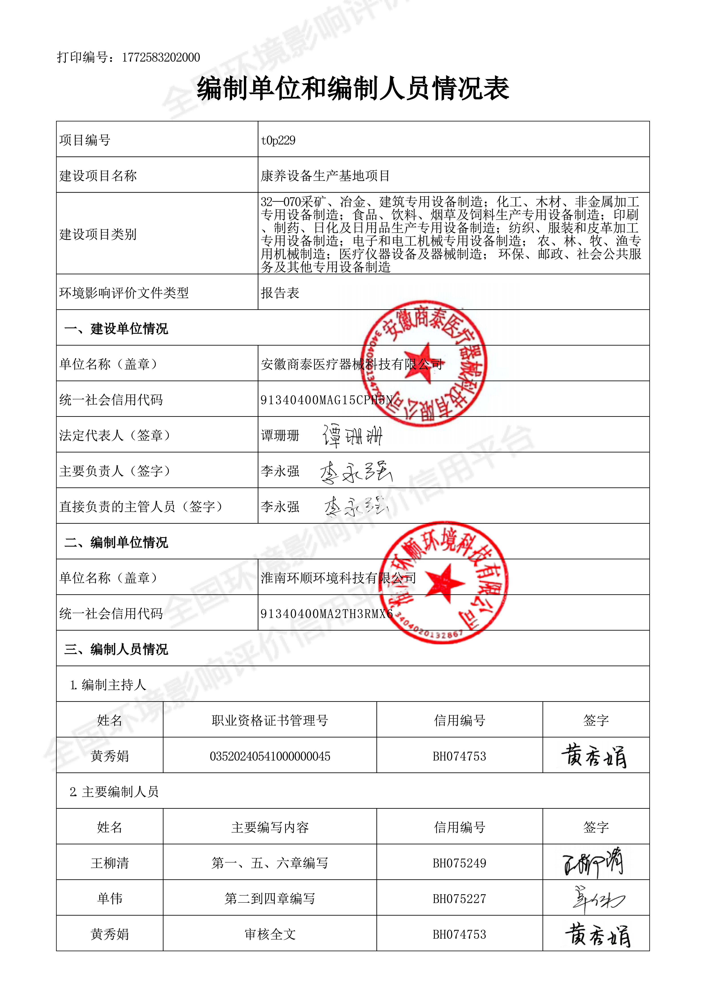 打印编号：1772583202000
编制单位和编制人员情况表
项目编号 t0p229
建设项目名称 康养设备生产基地项目
建设项目类别
32—070采矿、冶金、建筑专用设备制造；化工、木材、非金属加工
专用设备制造；食品、饮料、烟草及饲料生产专用设备制造；印刷
、制药、日化及日用品生产专用设备制造；纺织、服装和皮革加工
专用设备制造；电子和电工机械专用设备制造； 农、林、牧、渔专
用机械制造；医疗仪器设备及器械制造； 环保、邮政、社会公共服
务及其他专用设备制造
环境影响评价文件类型 报告表
一、建设单位情况
单位名称（盖章） 安徽商泰医疗器械科技有限公司
统一社会信用代码 91340400MAG15CPH5N
法定代表人（签章） 谭珊珊 谭珊珊
主要负责人（签字） 李永强 李永强
直接负责的主管人员（签字） 李永强 李永强
安徽商泰医疗器械科技有限公司
二、编制单位情况
单位名称（盖章） 淮南环顺环境科技有限公司
统一社会信用代码 91340400MA2TH3RMX6
淮南环顺环境科技有限公司
3404020132867
三、编制人员情况
1. 编制主持人
姓名 职业资格证书管理号 信用编号 签字
黄秀娟 03520240541000000045 BH074753 黄秀娟
2. 主要编制人员
姓名 主要编写内容 信用编号 签字
王柳清 第一、五、六章编写 BH075249 王柳清
单伟 第二到四章编写 BH075227 单伟
黄秀娟 审核全文 BH074753 黄秀娟
全国环境影响评价
全国环境影响评价信用平台
全国环境影响评价信用平台